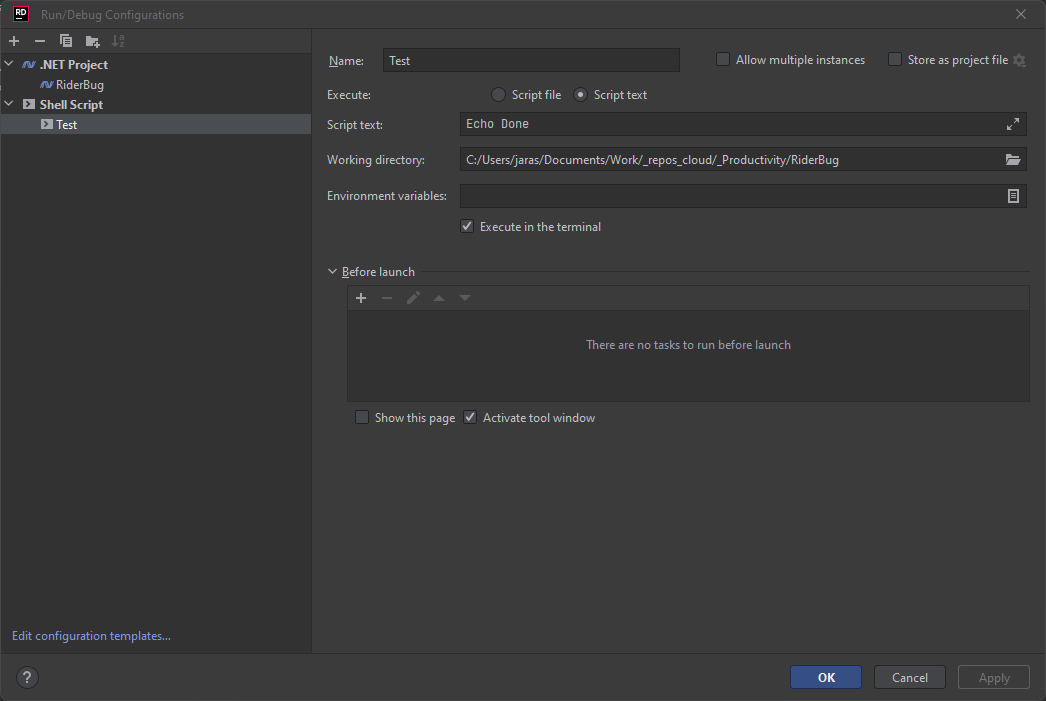 RD Run/Debug Configurations
.NET Project
RiderBug
Shell Script
Test
Name: Test Allow multiple instances Store as project file
Execute: Script file Script text
Script text: Echo Done
Working directory: C:/Users/jaras/Documents/Work/_repos_cloud/_Productivity/RiderBug
Environment variables:
Execute in the terminal
Before launch
There are no tasks to run before launch
Show this page Activate tool window
Edit configuration templates...
? OK Cancel Apply